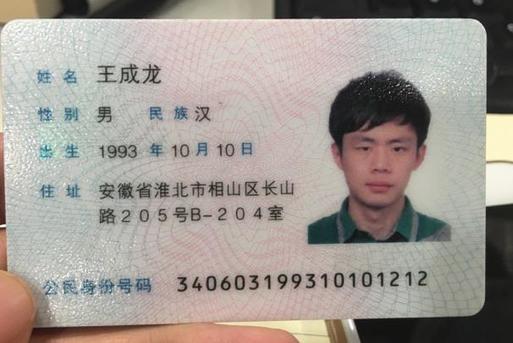 姓名 王成龙
性别 男 民族 汉
出生 1993 年 10 月 10 日
住址 安徽省淮北市相山区长山
路205号B-204室
公民身份号码 340603199310101212